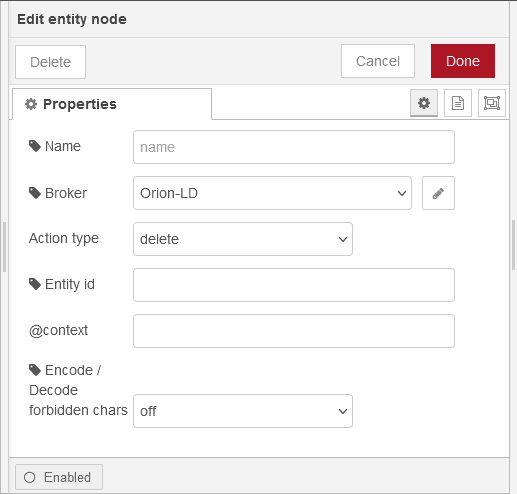 Edit entity node
Delete
Cancel
Done
Properties
Name
name
Broker
Orion-LD
Action type
delete
Entity id
@context
Encode /
Decode
forbidden chars
off
Enabled